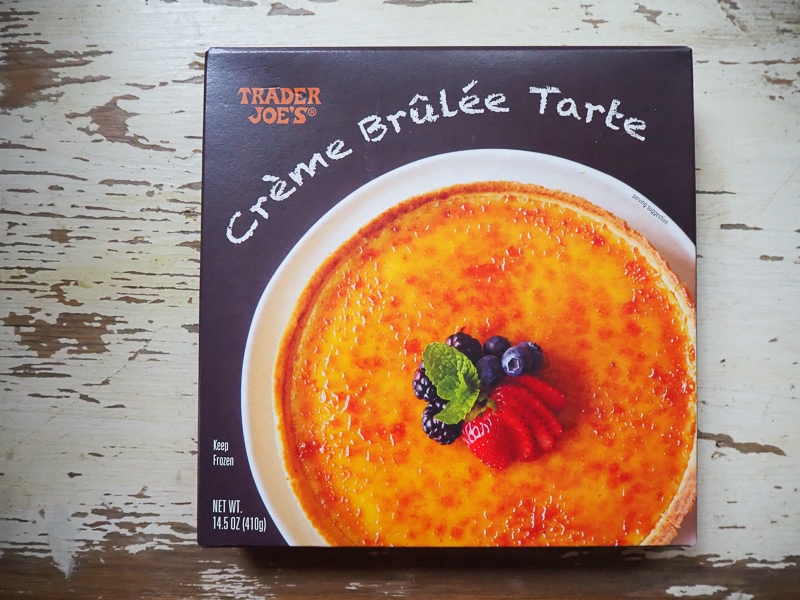 TRADER
JOE'S®
Crème Brûlée Tarte
serving suggestion
Keep
Frozen
NET WT.
14.5 OZ (410g)